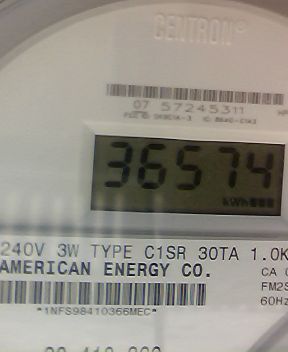 CENTRON®
07 57245311
36574
kWh
240V 3W TYPE C1SR 30TA 1.0K
AMERICAN ENERGY CO.
CA
FM2S
60Hz
*1NFS98410366MEC*